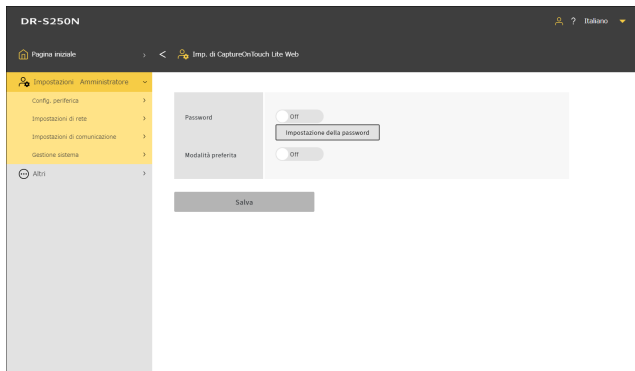 DR-S250N
? Italiano
Pagina iniziale
< Imp. di CaptureOnTouch Lite Web
Impostazioni Amministratore
Config. periferica
Impostazioni di rete
Impostazioni di comunicazione
Gestione sistema
Altri
Password
Off
Impostazione della password
Modalità preferita
Off
Salva